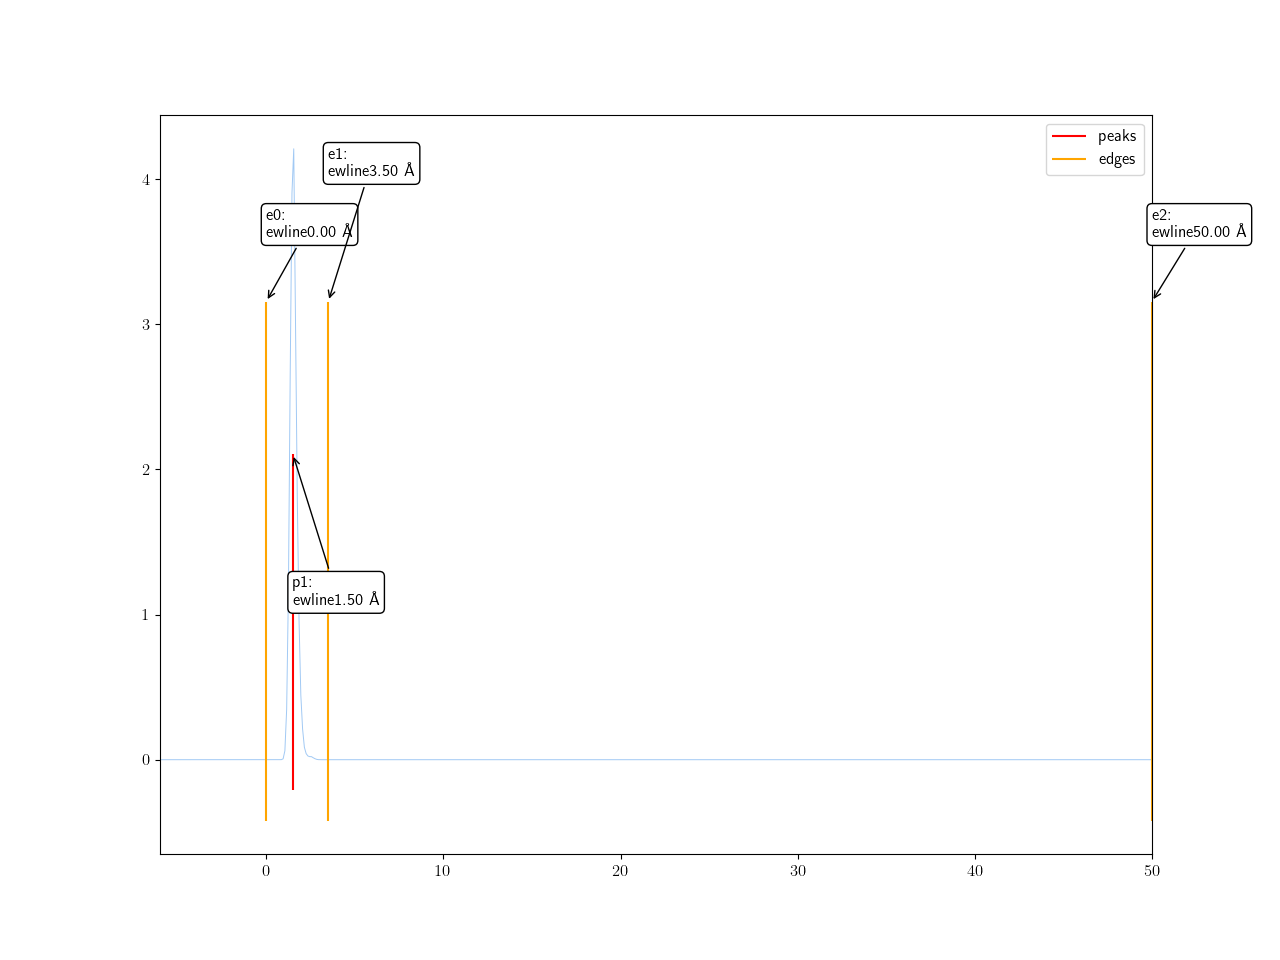 peaks
edges
e1:
ewline3.50 Å
e0:
ewline0.00 Å
e2:
ewline50.00 Å
p1:
ewline1.50 Å
4
3
2
1
0
0 10 20 30 40 50